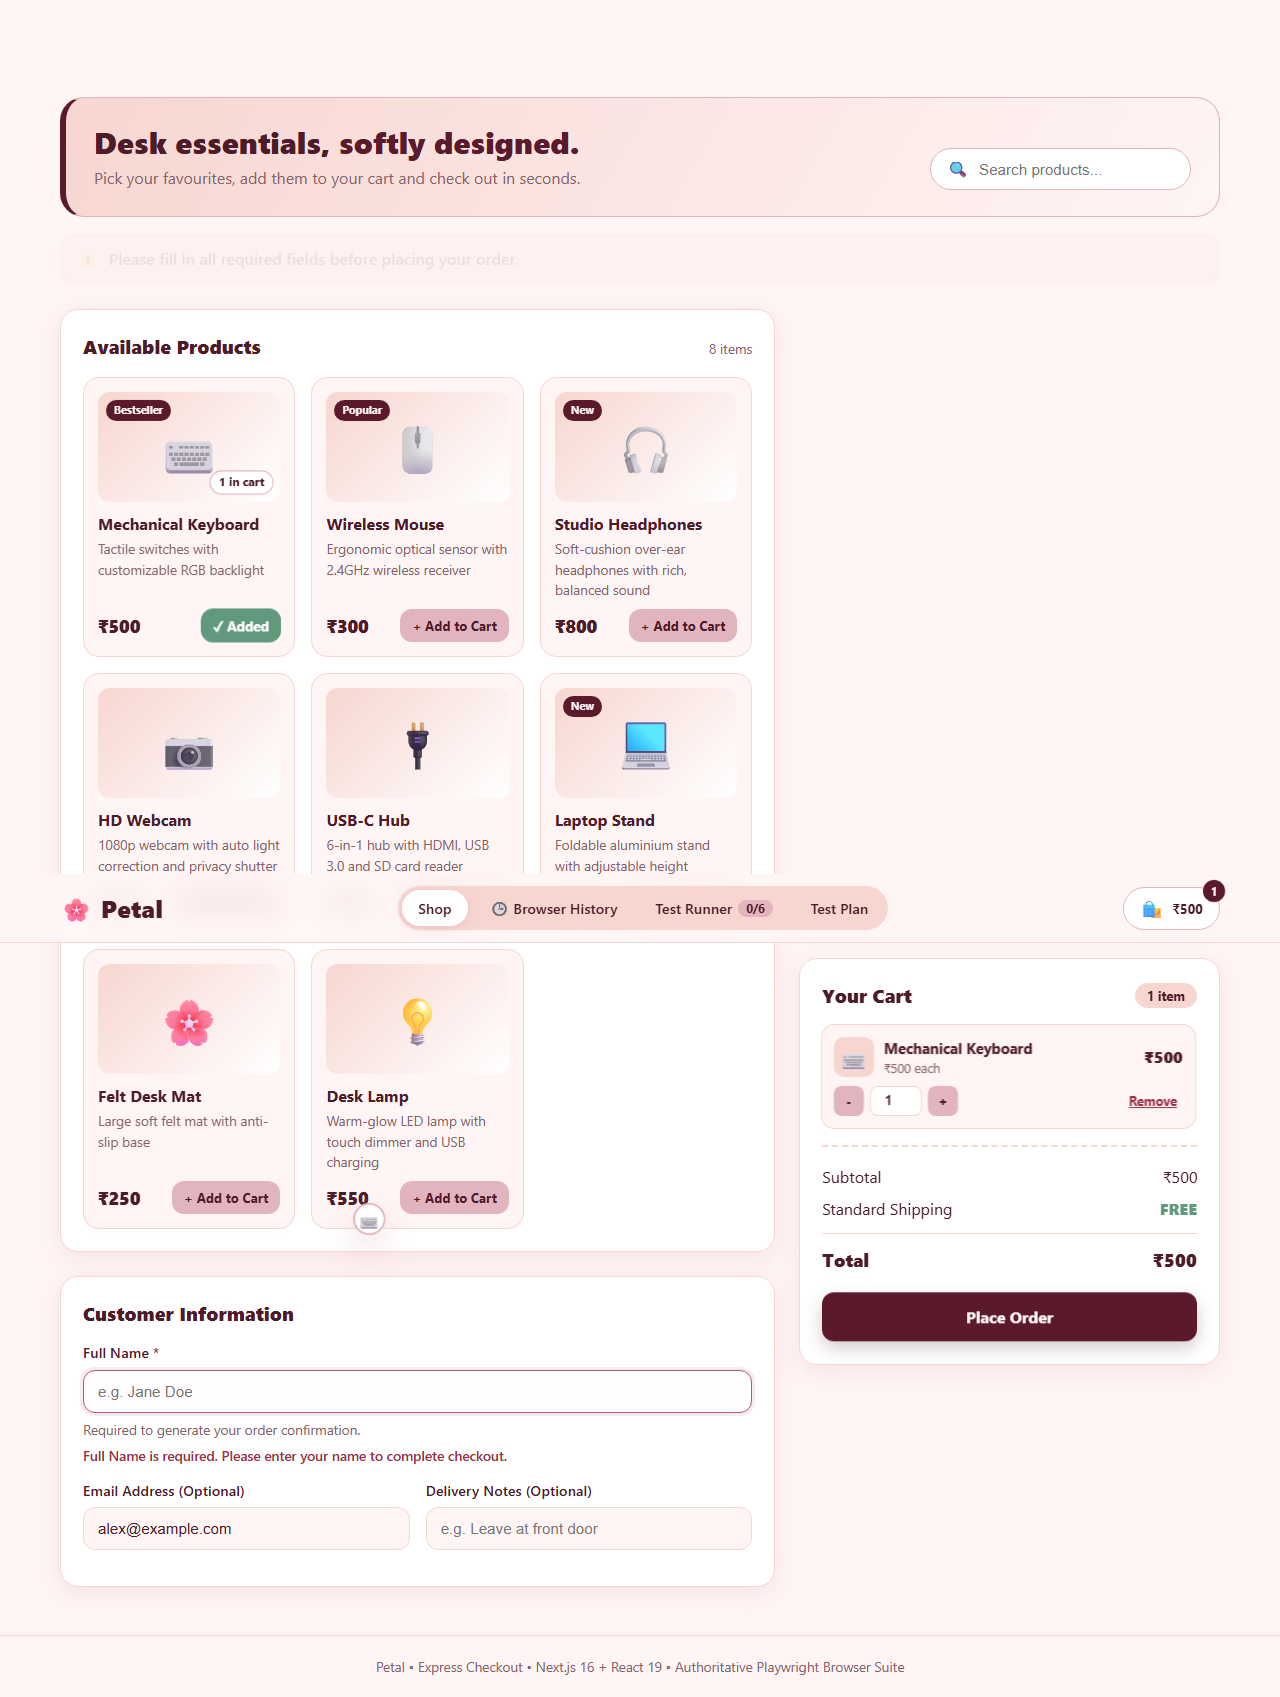 Desk essentials, softly designed.
Pick your favourites, add them to your cart and check out in seconds.
Search products...
Please fill in all required fields before placing your order.
Available Products
8 items
Bestseller
1 in cart
Mechanical Keyboard
Tactile switches with
customizable RGB backlight
₹500
✓ Added
Popular
Wireless Mouse
Ergonomic optical sensor with
2.4GHz wireless receiver
₹300
+ Add to Cart
New
Studio Headphones
Soft-cushion over-ear
headphones with rich,
balanced sound
₹800
+ Add to Cart
HD Webcam
1080p webcam with auto light
correction and privacy shutter
USB-C Hub
6-in-1 hub with HDMI, USB
3.0 and SD card reader
New
Laptop Stand
Foldable aluminium stand
with adjustable height
Petal
Shop
Browser History
Test Runner 0/6
Test Plan
₹500
1
Felt Desk Mat
Large soft felt mat with anti-
slip base
₹250
+ Add to Cart
Desk Lamp
Warm-glow LED lamp with
touch dimmer and USB
charging
₹550
+ Add to Cart
Your Cart
1 item
Mechanical Keyboard
₹500 each
₹500
-
1
+
Remove
Subtotal
₹500
Standard Shipping
FREE
Total
₹500
Place Order
Customer Information
Full Name *
e.g. Jane Doe
Required to generate your order confirmation.
Full Name is required. Please enter your name to complete checkout.
Email Address (Optional)
alex@example.com
Delivery Notes (Optional)
e.g. Leave at front door
Petal • Express Checkout • Next.js 16 + React 19 • Authoritative Playwright Browser Suite